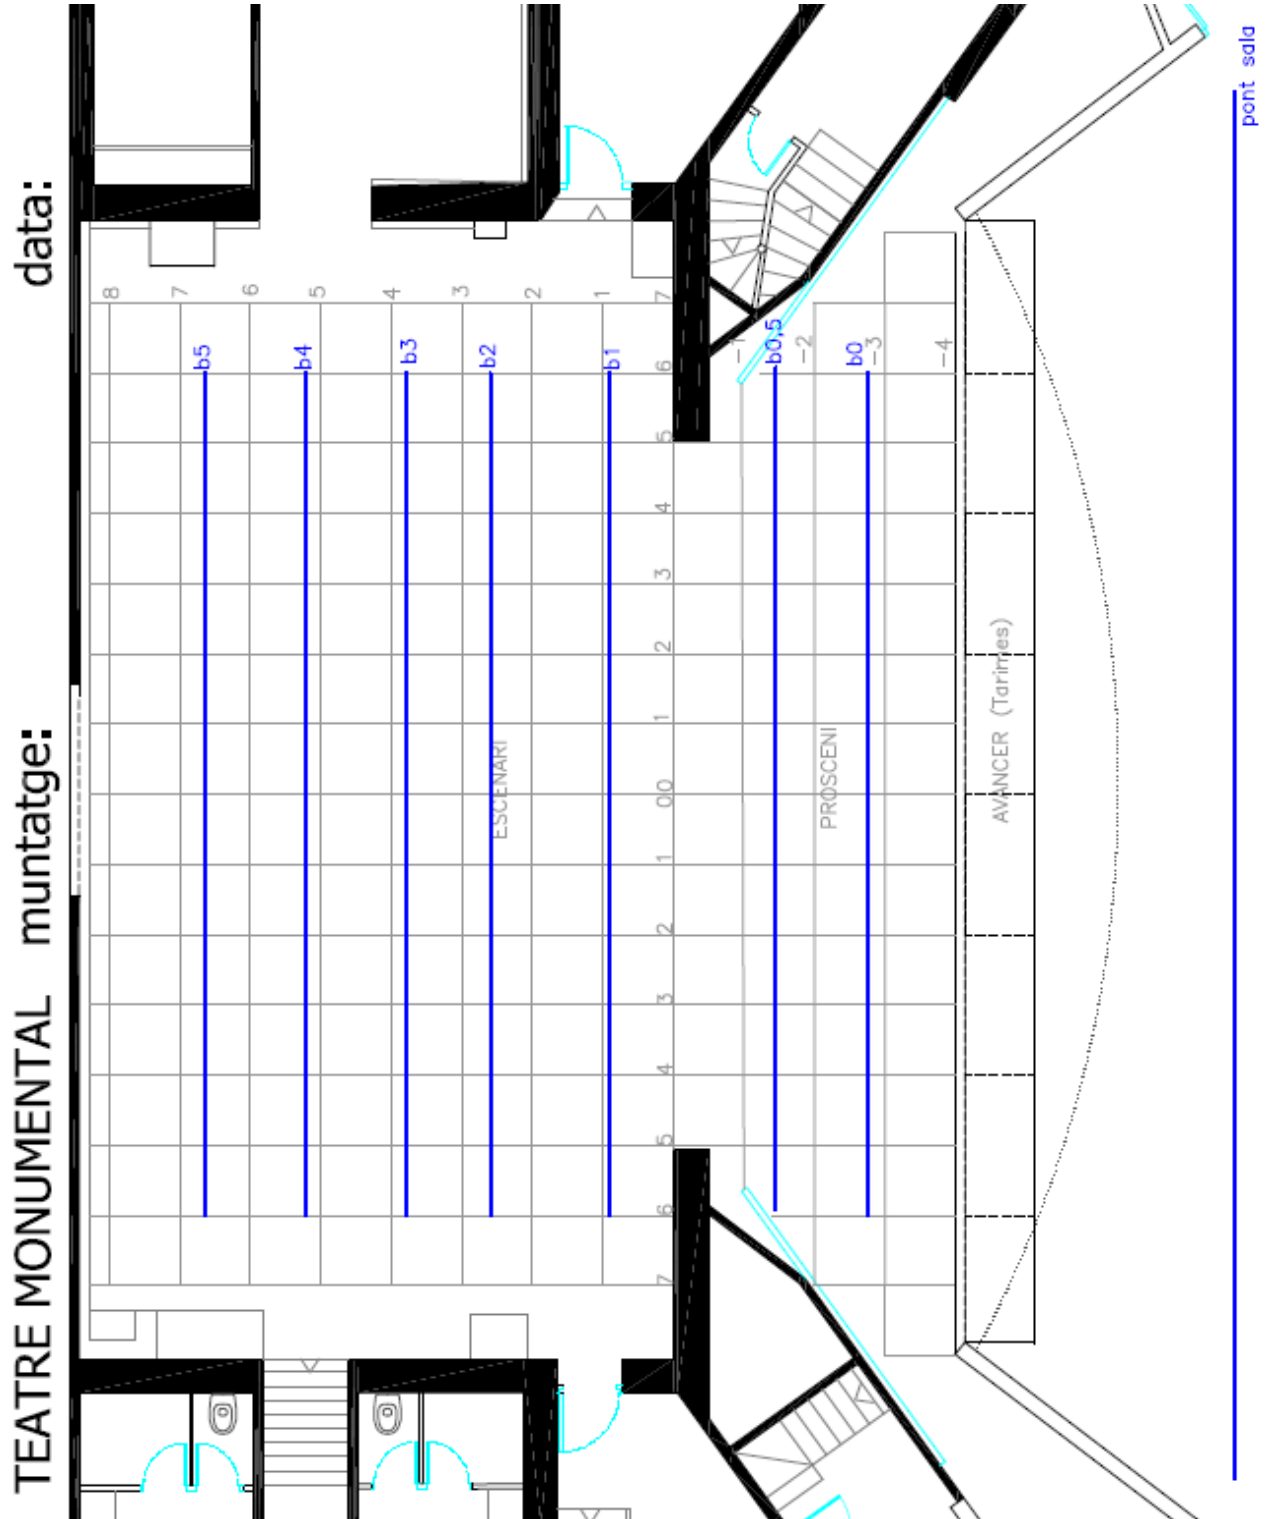 TEATRE MONUMENTAL muntatge: data:
8 7 6 5 4 3 2 1
b5 b4 b3 b2 b1 b0,5 b0
-1 -2 -3 -4
7
6
5
4
3
2
1
00
1
2
3
4
5
6
7
ESCENARI
PROSCENI
AVANCER (Tarimes)
pont sala